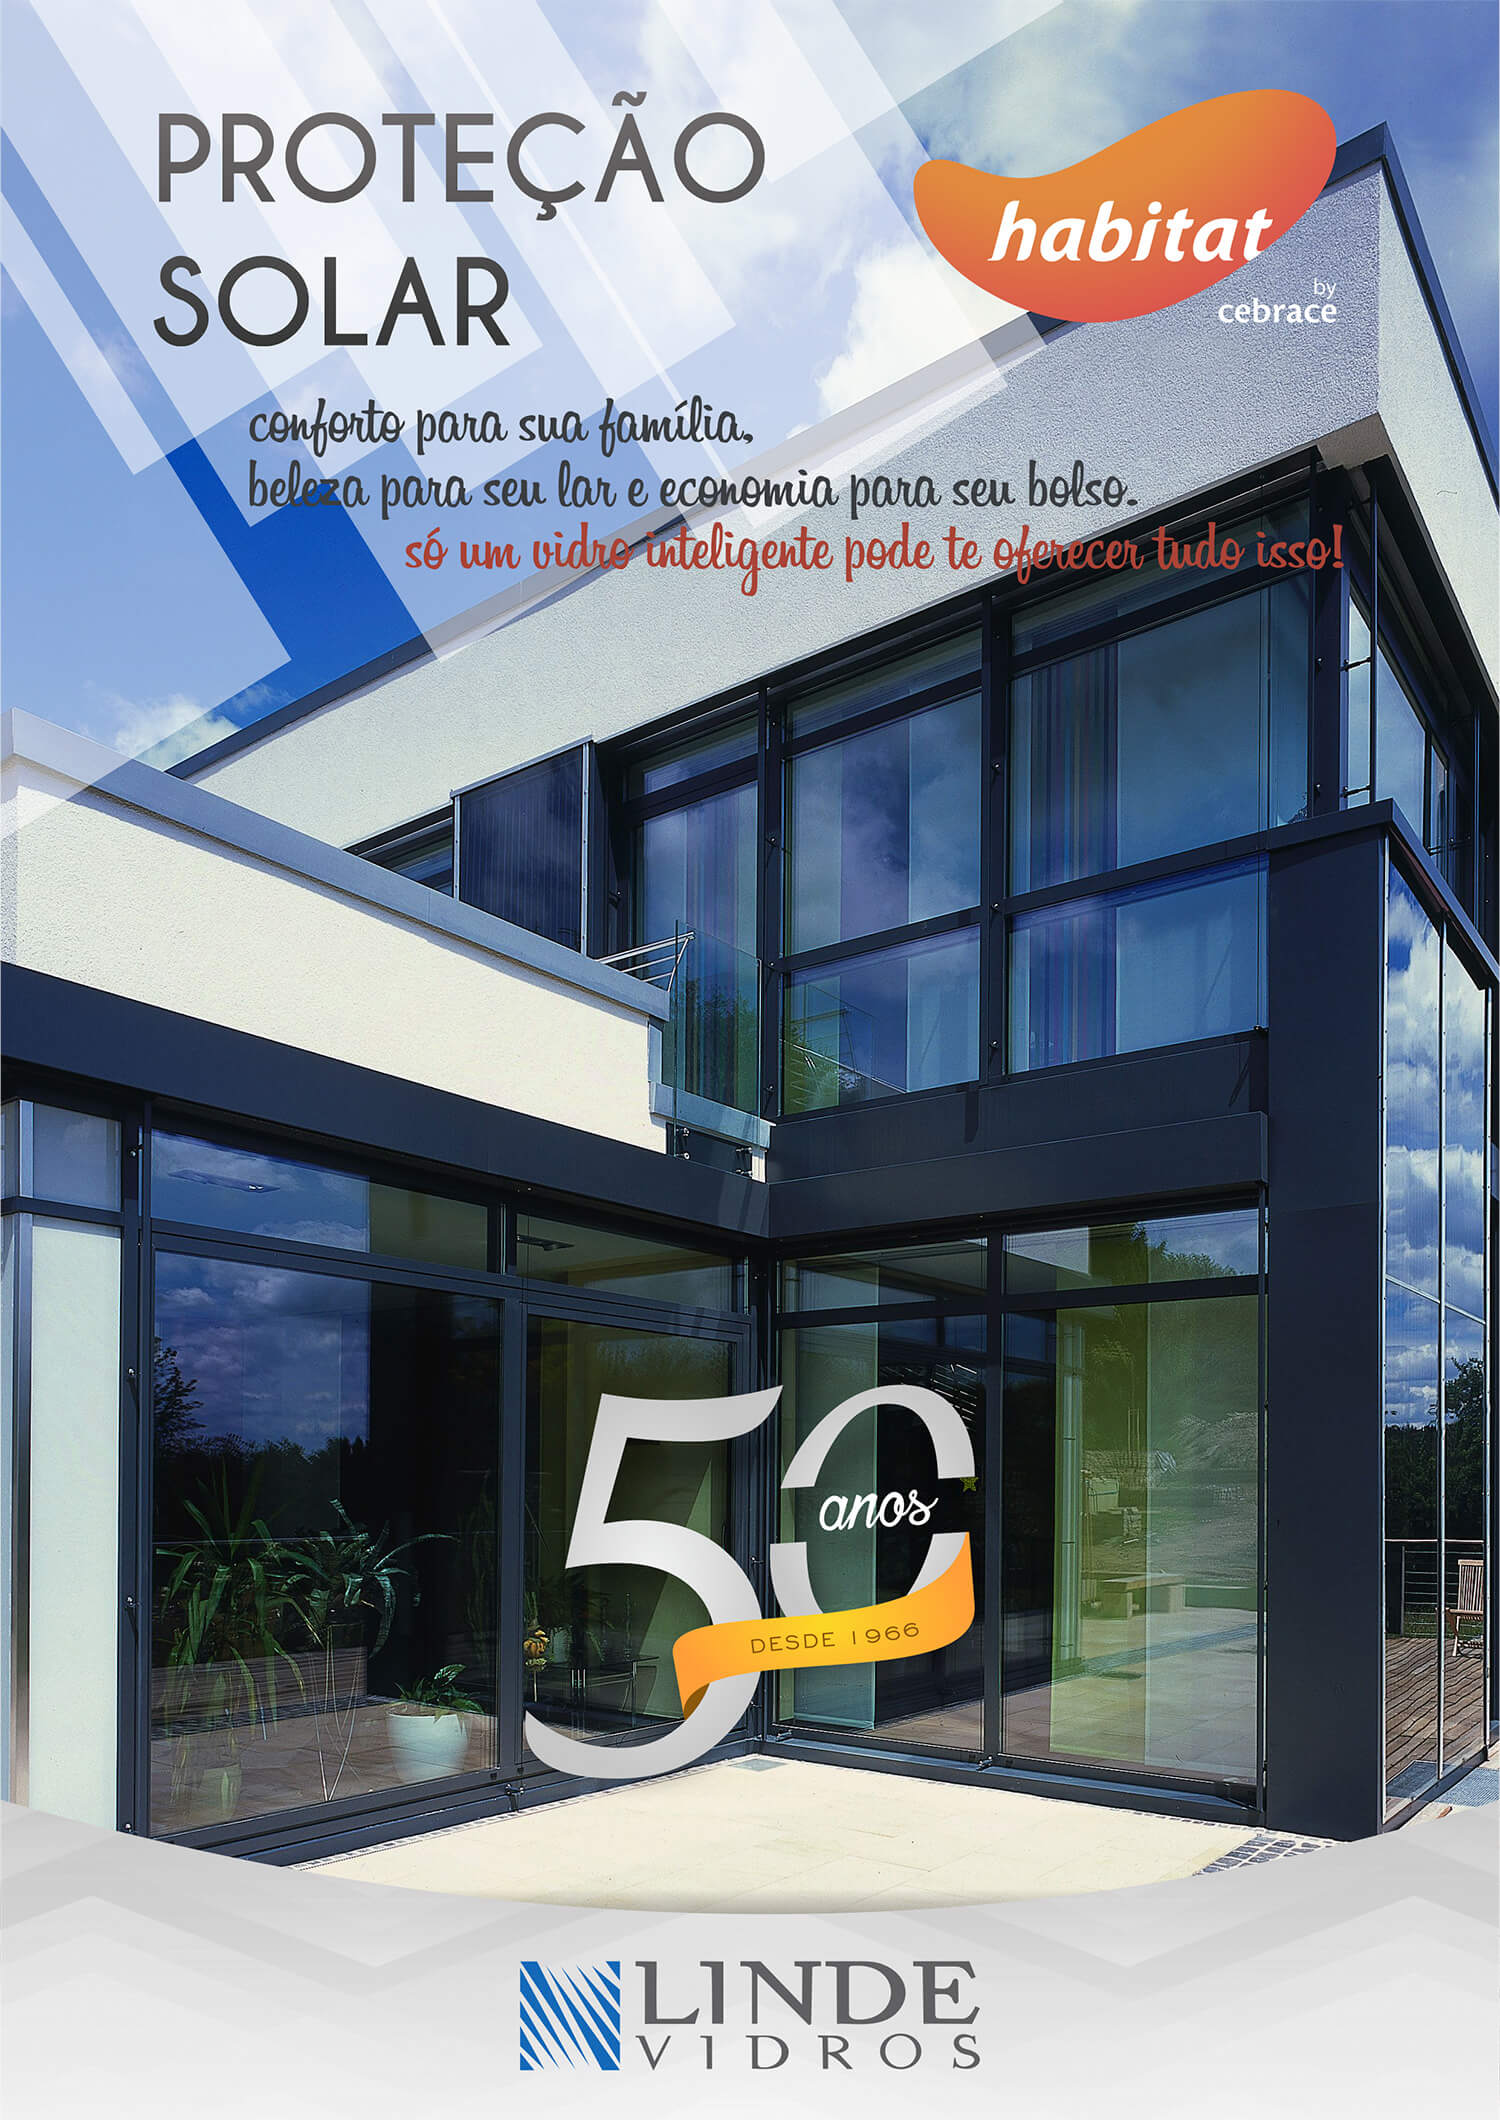 PROTEÇÃO
SOLAR
habitat
by
cebrace
conforto para sua família,
beleza para seu lar e economia para seu bolso.
só um vidro inteligente pode te oferecer tudo isso!
50
anos
DESDE 1966
LINDE
VIDROS